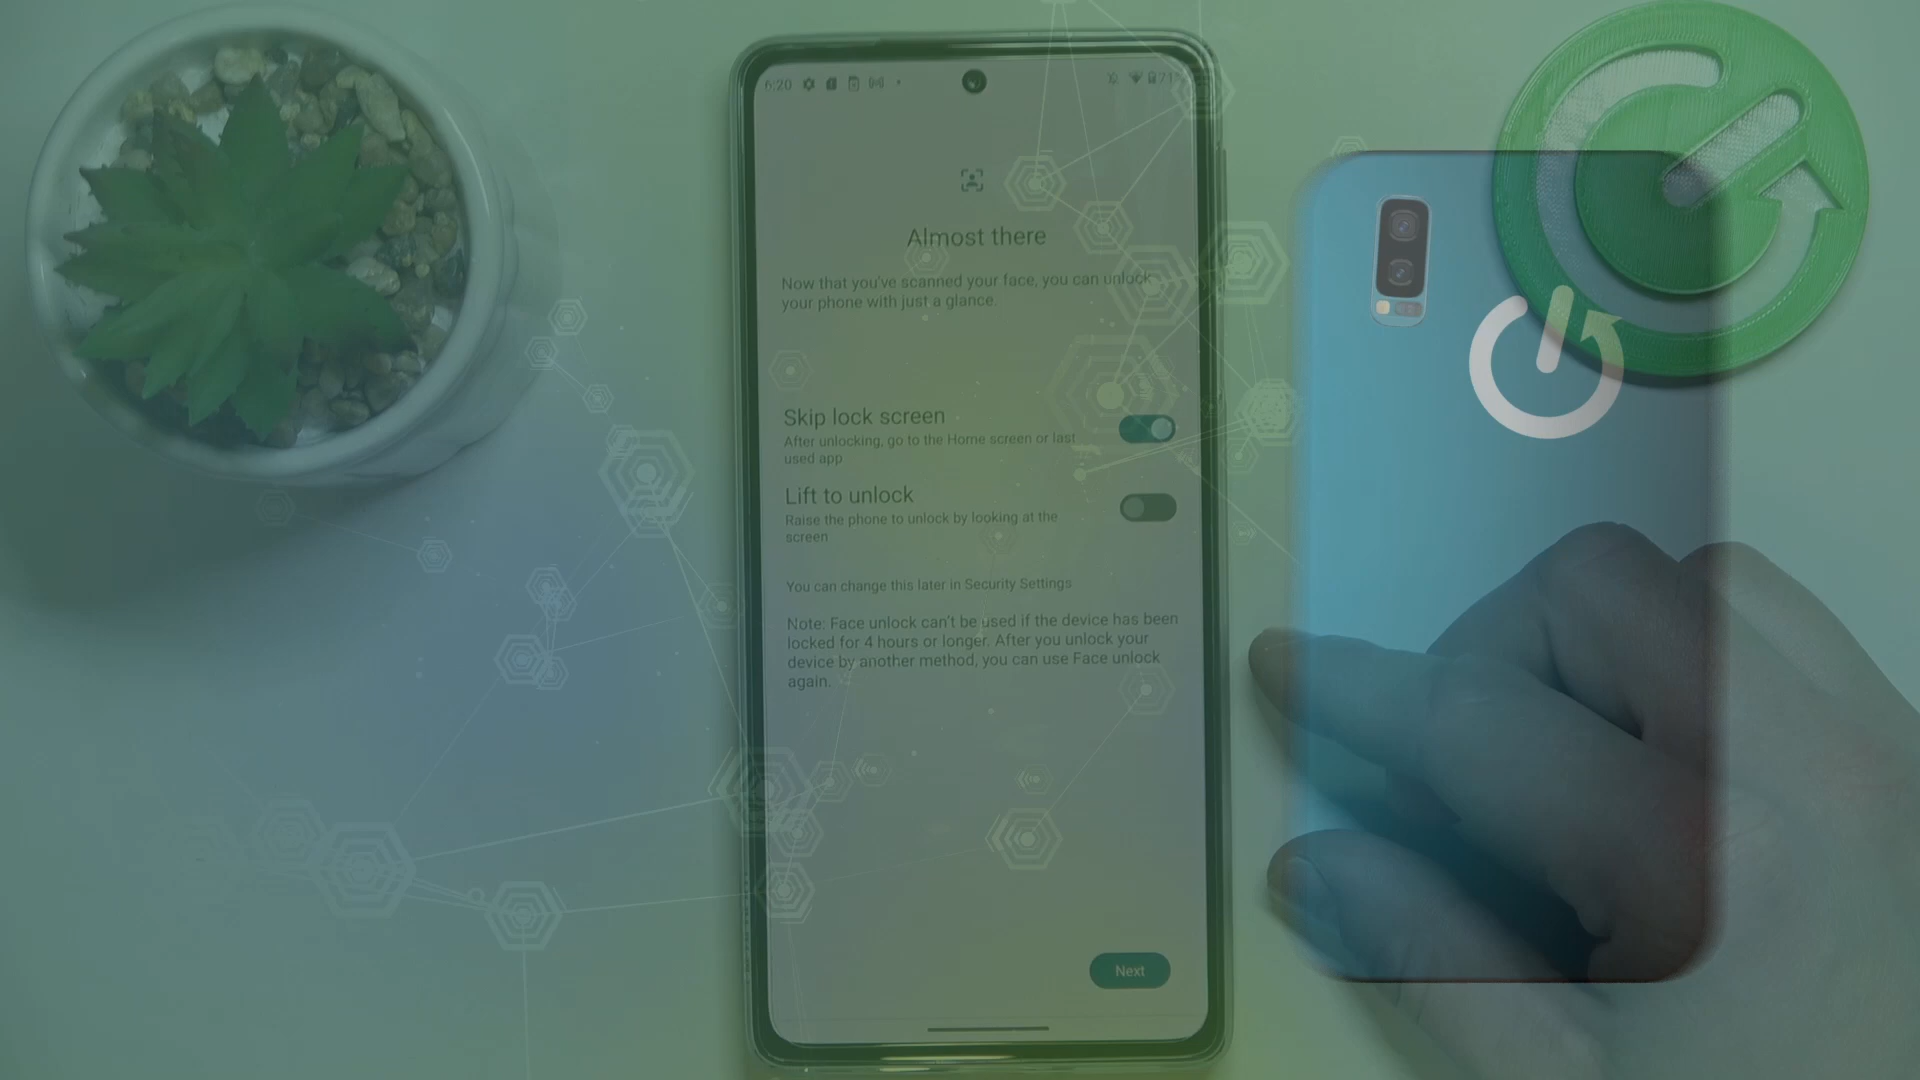 6:20
71%
Almost there
Now that you've scanned your face, you can unlock
your phone with just a glance.
Skip lock screen
After unlocking, go to the Home screen or last
used app
Lift to unlock
Raise the phone to unlock by looking at the
screen
You can change this later in Security Settings
Note: Face unlock can't be used if the device has been
locked for 4 hours or longer. After you unlock your
device by another method, you can use Face unlock
again.
Next